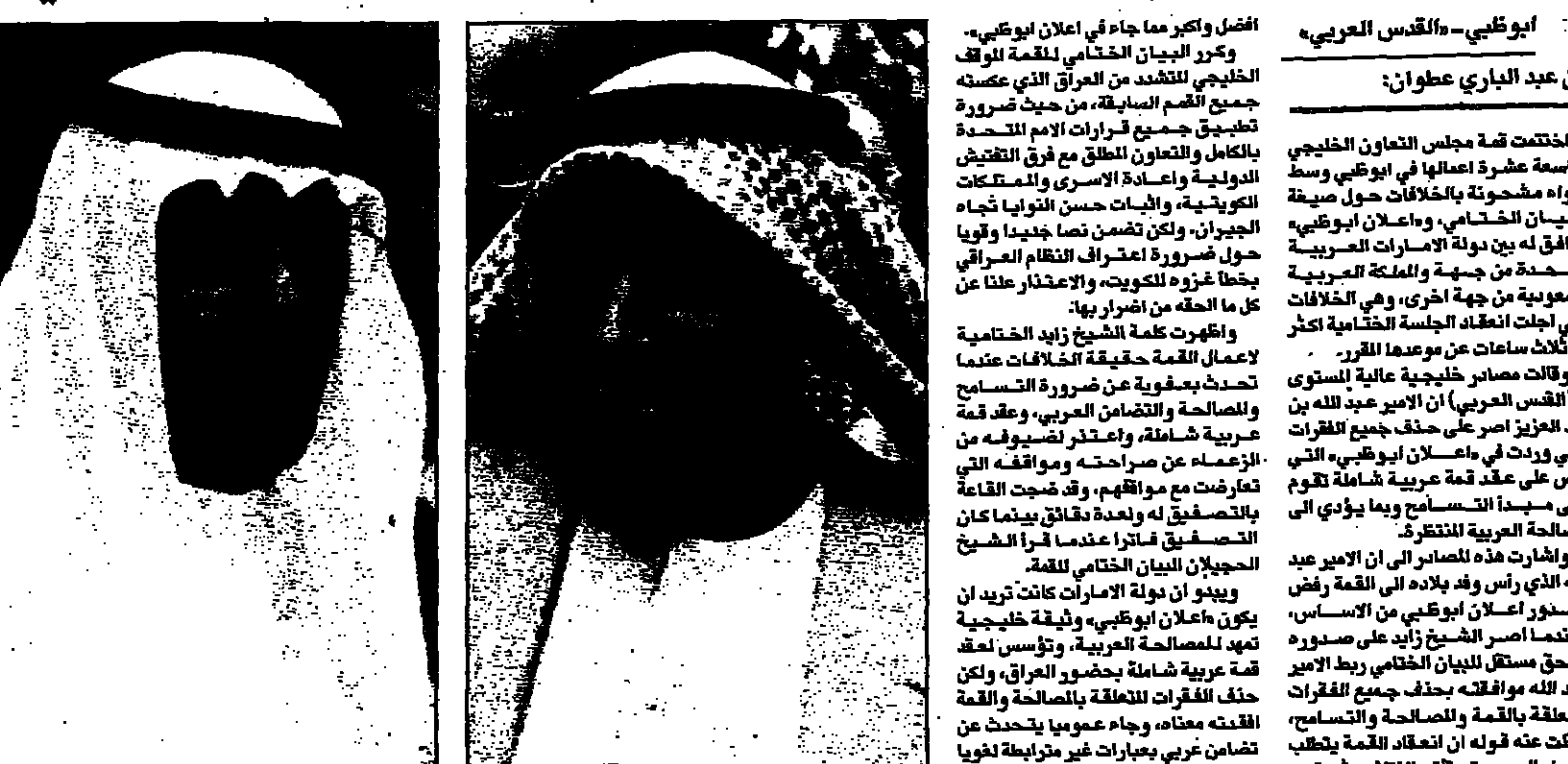 ابوظبي-«القدس العربي»
عبد الباري عطوان:
اختتمت قمة مجلس التعاون الخليجي
عشرة اعمالها في ابوظبي وسط
مشحونة بالخلافات حول صيغة
الختامي، و«اعلان ابوظبي»
له بين دولة الامارات العربية
من جهة والمملكة العربية
من جهة اخرى، وهي الخلافات
اجلت انعقاد الجلسة الختامية اكثر
ثلاث ساعات عن موعدها المقرر.
وقالت مصادر خليجية عالية المستوى
(القدس العربي) ان الامير عبد الله بن
العزيز اصر على حذف جميع الفقرات
وردت في «اعلان ابوظبي» التي
على عقد قمة عربية شاملة تقوم
مبدأ التسامح وبما يؤدي الى
العربية المنتظرة.
واشارت هذه المصادر الى ان الامير عبد
الذي رأس وفد بلاده الى القمة رفض
اعلان ابوظبي من الاساس،
اصر الشيخ زايد على صدوره
مستقل للبيان الختامي ربط الامير
الله موافقته بحذف جميع الفقرات
بالقمة والمصالحة والتسامح،
عنه قوله ان انعقاد القمة يتطلب
افضل واكبر مما جاء في اعلان ابوظبي».
وكرر البيان الختامي للقمة الموقف
الخليجي المتشدد من العراق الذي عكسته
جميع القمم السابقة، من حيث ضرورة
تطبيق جميع قرارات الامم المتحدة
بالكامل والتعاون المطلق مع فرق التفتيش
الدولية واعادة الاسرى والممتلكات
الكويتية، واثبات حسن النوايا تجاه
الجيران. ولكن تضمن نصا جديدا وقويا
حول ضرورة اعتراف النظام العراقي
بخطأ غزوه للكويت، والاعتذار علنا عن
كل ما الحقه من اضرار بها.
واظهرت كلمة الشيخ زايد الختامية
لاعمال القمة حقيقة الخلافات عندما
تحدث بعفوية عن ضرورة التسامح
والمصالحة والتضامن العربي، وعقد قمة
عربية شاملة، واعتذر لضيوفه من
الزعماء عن صراحته ومواقفه التي
تعارضت مع مواقفهم، وقد ضجت القاعة
بالتصفيق له ولعدة دقائق بينما كان
التصفيق فاترا عندما قرأ الشيخ
الحجيلان البيان الختامي للقمة.
ويبدو ان دولة الامارات كانت تريد ان
يكون «اعلان ابوظبي» وثيقة خليجية
تمهد للمصالحة العربية، وتؤسس لعقد
قمة عربية شاملة بحضور العراق، ولكن
حذف الفقرات المتعلقة بالمصالحة والقمة
افقدته معناه، وجاء عموميا يتحدث عن
تضامن عربي بعبارات غير مترابطة لغويا